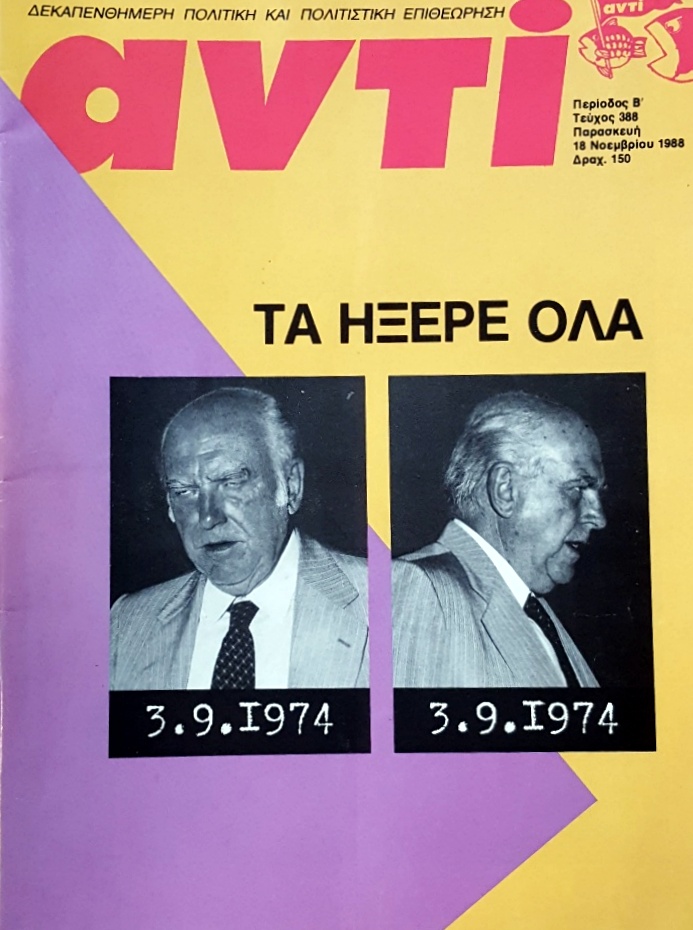 ΔΕΚΑΠΕΝΘΗΜΕΡΗ ΠΟΛΙΤΙΚΗ ΚΑΙ ΠΟΛΙΤΙΣΤΙΚΗ ΕΠΙΘΕΩΡΗΣΗ
αντί
αντί
Περίοδος Β'
Τεύχος 388
Παρασκευή
18 Νοεμβρίου 1988
Δραχ. 150
ΤΑ ΗΞΕΡΕ ΟΛΑ
3.9.1974
3.9.1974